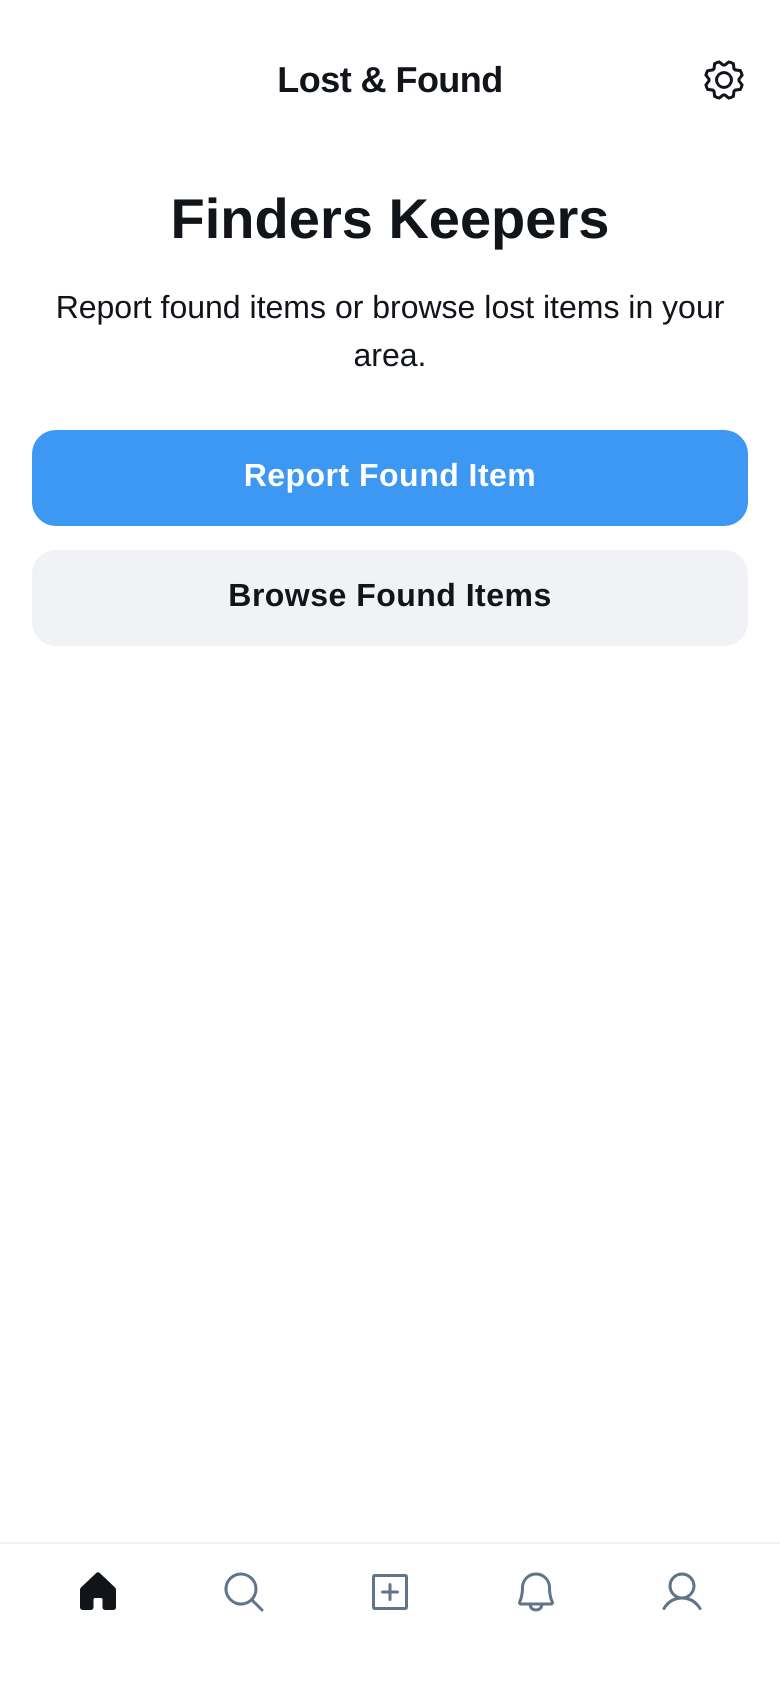 Lost & Found
Finders Keepers
Report found items or browse lost items in your
area.
Report Found Item
Browse Found Items